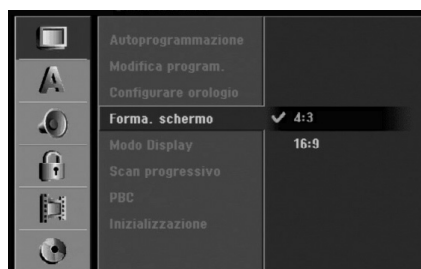 Autoprogrammazione
Modifica program.
Configurare orologio
Forma. schermo ✔ 4:3
Modo Display 16:9
Scan progressivo
PBC
Inizializzazione